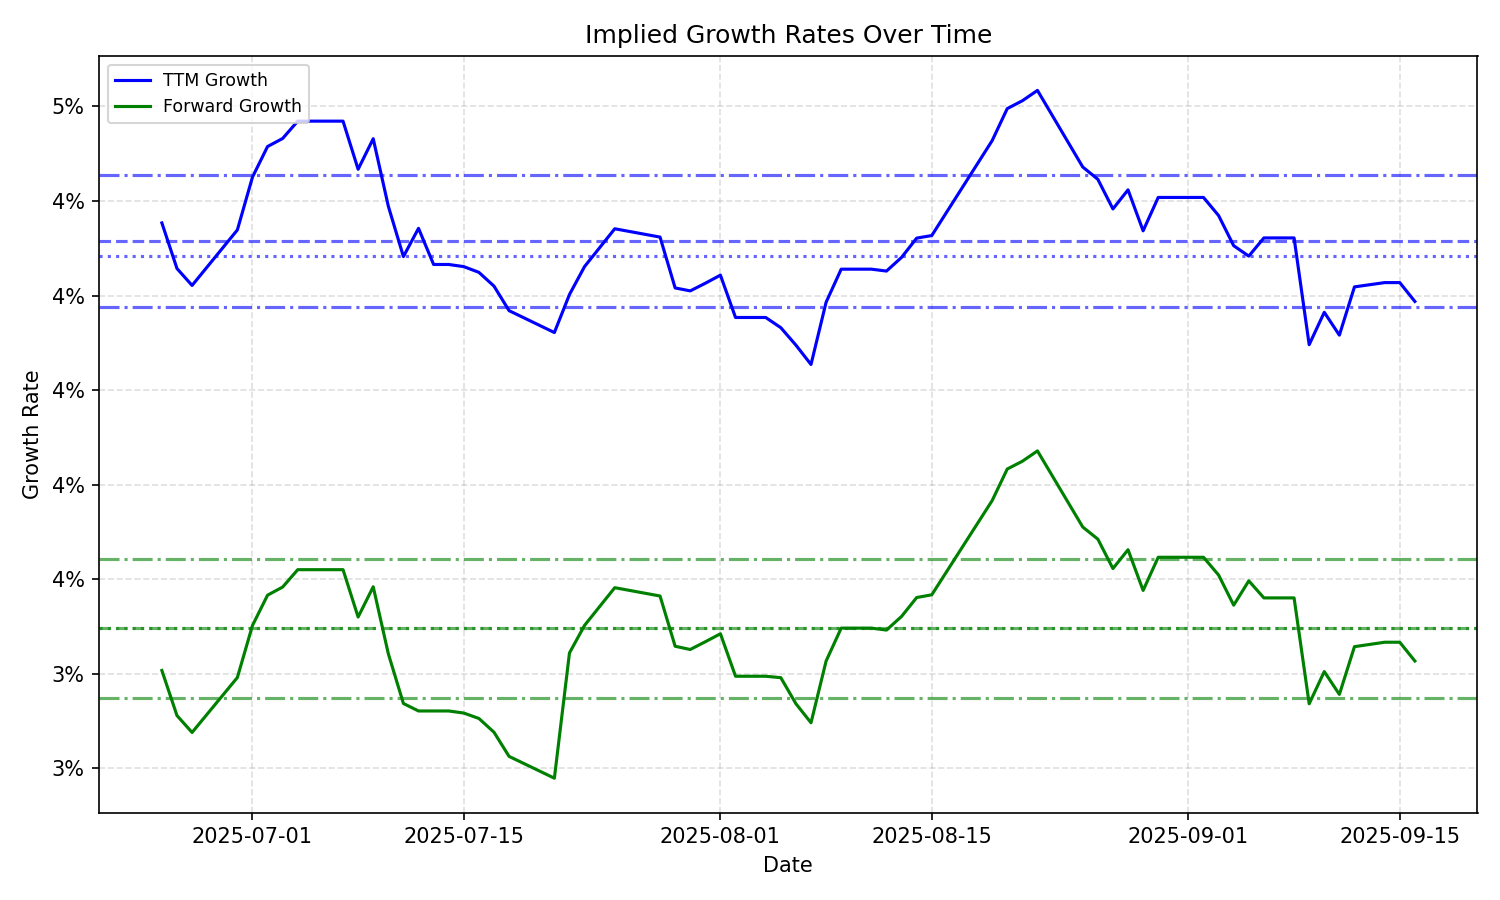 Implied Growth Rates Over Time
TTM Growth
Forward Growth
5%
4%
4%
4%
4%
4%
3%
3%
Growth Rate
2025-07-01
2025-07-15
2025-08-01
2025-08-15
2025-09-01
2025-09-15
Date